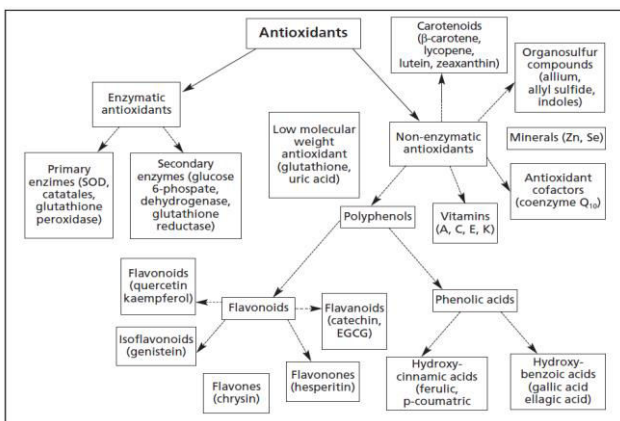 Antioxidants
Carotenoids
(β-carotene,
lycopene,
lutein, zeaxanthin)
Organosulfur
compounds
(allium,
allyl sulfide,
indoles)
Enzymatic
antioxidants
Low molecular
weight
antioxidant
(glutathione,
uric acid)
Non-enzymatic
antioxidants
Minerals (Zn, Se)
Primary
enzimes (SOD,
catatales,
glutathione
peroxidase)
Secondary
enzymes (glucose
6-phospate,
dehydrogenase,
glutathione
reductase)
Antioxidant
cofactors
(coenzyme Q10)
Polyphenols
Vitamins
(A, C, E, K)
Flavonoids
(quercetin
kaempferol)
Flavonoids
Flavanoids
(catechin,
EGCG)
Phenolic acids
Isoflavonoids
(genistein)
Flavones
(chrysin)
Flavonones
(hesperitin)
Hydroxy-
cinnamic acids
(ferulic,
p-coumatric
Hydroxy-
benzoic acids
(gallic acid
ellagic acid)